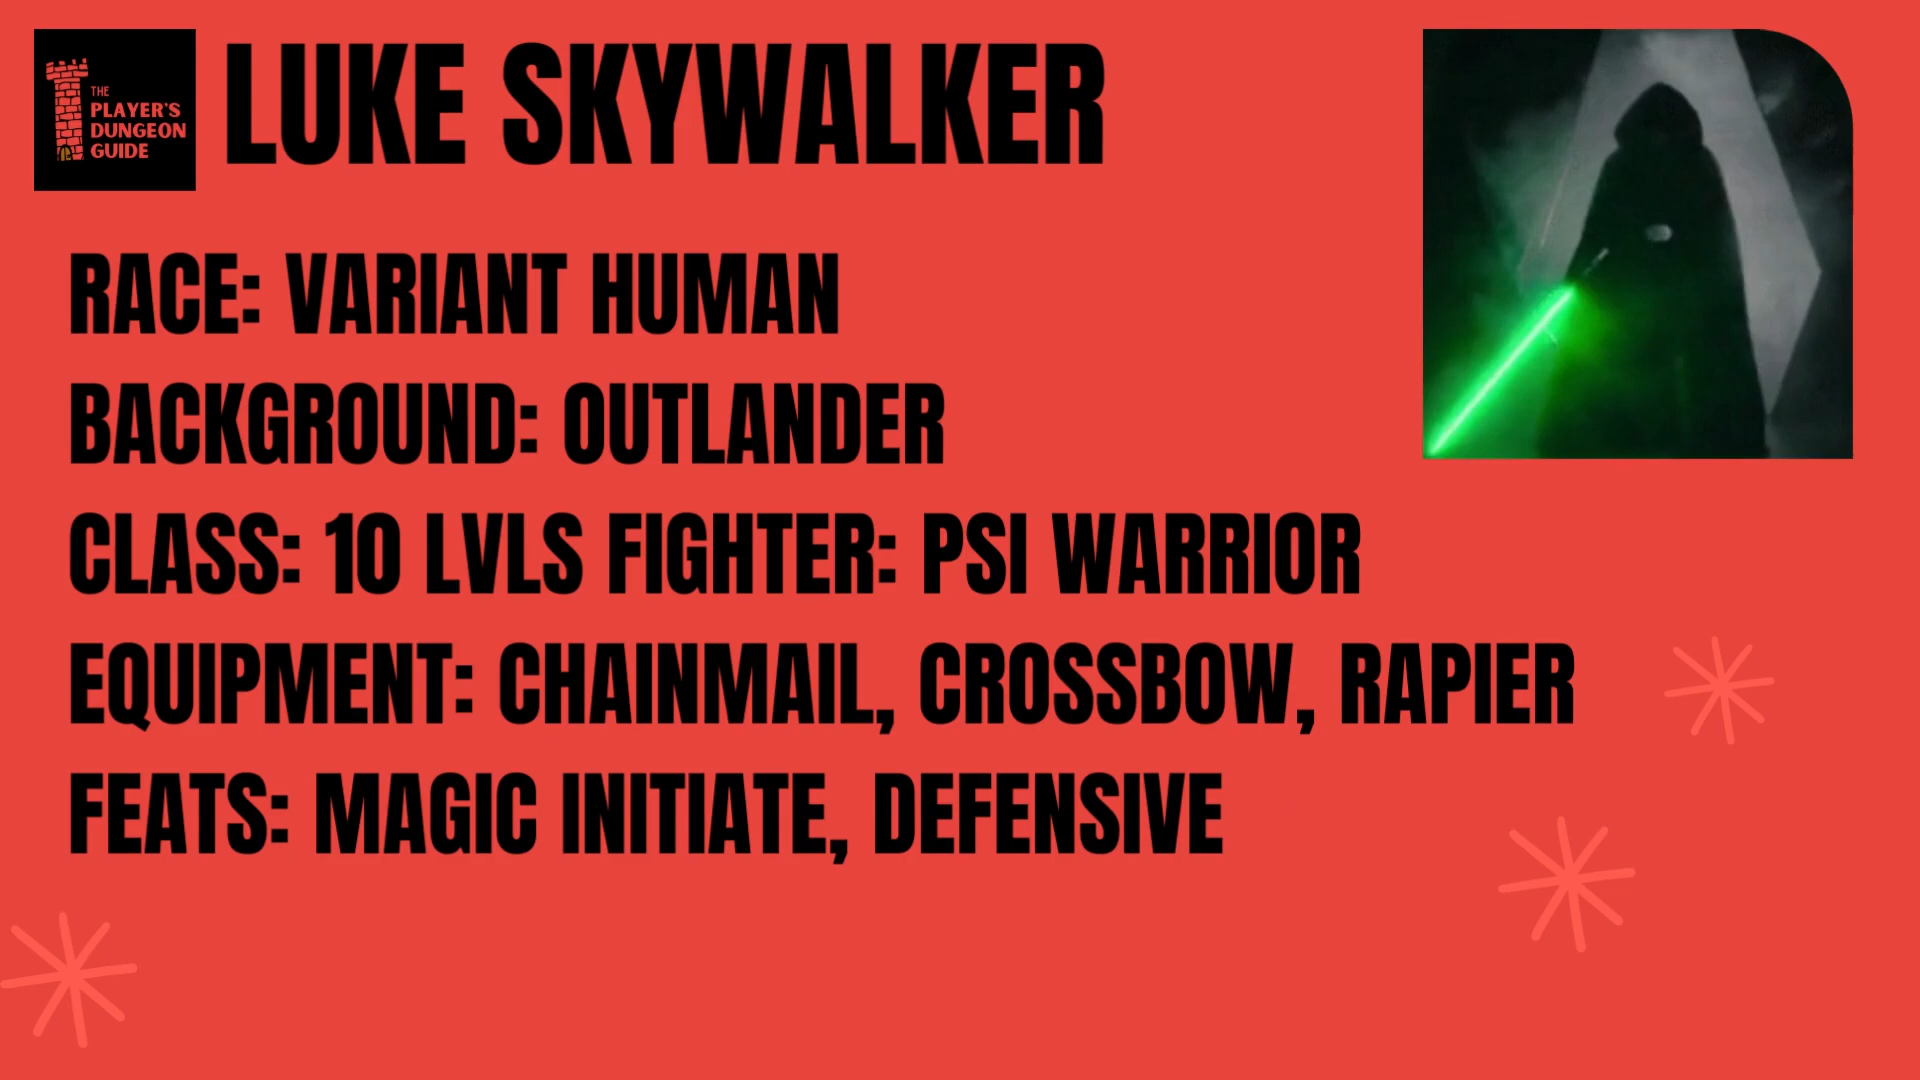 THE
PLAYER'S
DUNGEON
GUIDE
LUKE SKYWALKER
RACE: VARIANT HUMAN
BACKGROUND: OUTLANDER
CLASS: 10 LVLS FIGHTER: PSI WARRIOR
EQUIPMENT: CHAINMAIL, CROSSBOW, RAPIER
FEATS: MAGIC INITIATE, DEFENSIVE